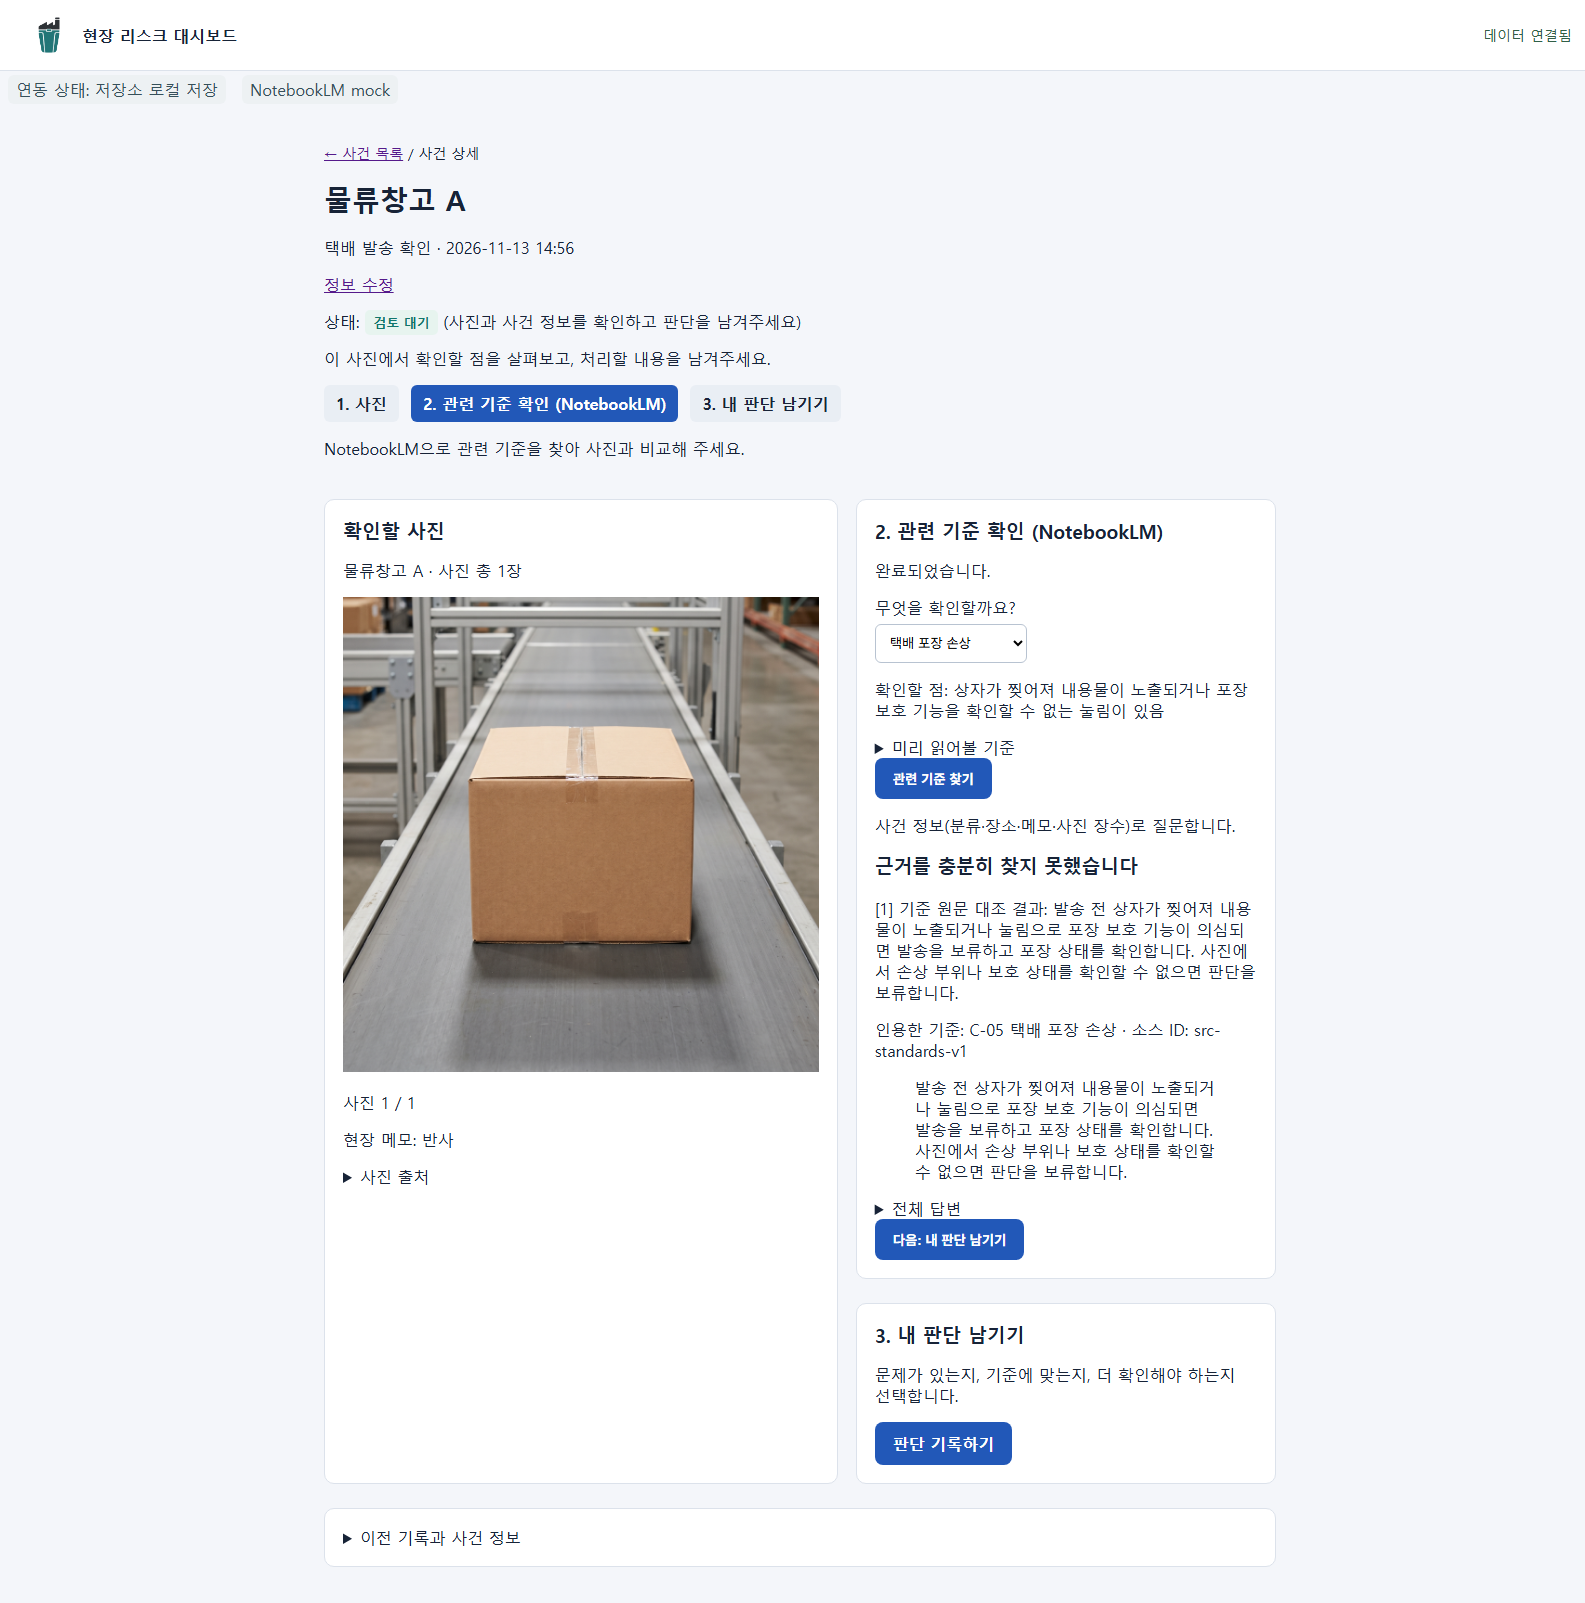 현장 리스크 대시보드
데이터 연결됨
연동 상태: 저장소 로컬 저장
NotebookLM mock
← 사건 목록 / 사건 상세
물류창고 A
택배 발송 확인 · 2026-11-13 14:56
정보 수정
상태: 검토 대기 (사진과 사건 정보를 확인하고 판단을 남겨주세요)
이 사진에서 확인할 점을 살펴보고, 처리할 내용을 남겨주세요.
1. 사진
2. 관련 기준 확인 (NotebookLM)
3. 내 판단 남기기
NotebookLM으로 관련 기준을 찾아 사진과 비교해 주세요.
확인할 사진
물류창고 A · 사진 총 1장
사진 1 / 1
현장 메모: 반사
▶ 사진 출처
2. 관련 기준 확인 (NotebookLM)
완료되었습니다.
무엇을 확인할까요?
택배 포장 손상
확인할 점: 상자가 찢어져 내용물이 노출되거나 포장
보호 기능을 확인할 수 없는 눌림이 있음
▶ 미리 읽어볼 기준
관련 기준 찾기
사건 정보(분류·장소·메모·사진 장수)로 질문합니다.
근거를 충분히 찾지 못했습니다
[1] 기준 원문 대조 결과: 발송 전 상자가 찢어져 내용
물이 노출되거나 눌림으로 포장 보호 기능이 의심되
면 발송을 보류하고 포장 상태를 확인합니다. 사진에
서 손상 부위나 보호 상태를 확인할 수 없으면 판단을
보류합니다.
인용한 기준: C-05 택배 포장 손상 · 소스 ID: src-
standards-v1
발송 전 상자가 찢어져 내용물이 노출되거
나 눌림으로 포장 보호 기능이 의심되면
발송을 보류하고 포장 상태를 확인합니다.
사진에서 손상 부위나 보호 상태를 확인할
수 없으면 판단을 보류합니다.
▶ 전체 답변
다음: 내 판단 남기기
3. 내 판단 남기기
문제가 있는지, 기준에 맞는지, 더 확인해야 하는지
선택합니다.
판단 기록하기
▶ 이전 기록과 사건 정보